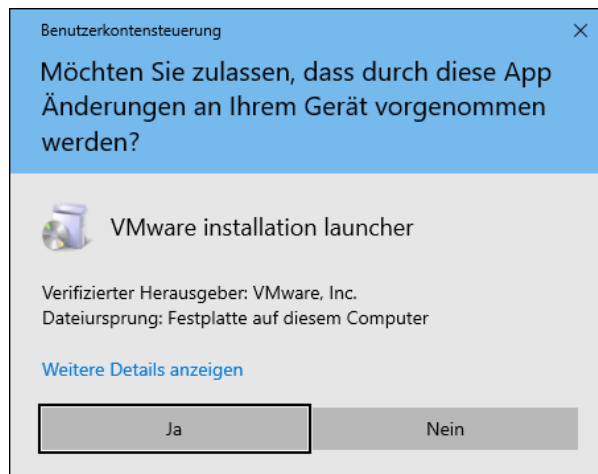 Benutzerkontensteuerung
Möchten Sie zulassen, dass durch diese App
Änderungen an Ihrem Gerät vorgenommen
werden?
VMware installation launcher
Verifizierter Herausgeber: VMware, Inc.
Dateiursprung: Festplatte auf diesem Computer
Weitere Details anzeigen
Ja
Nein